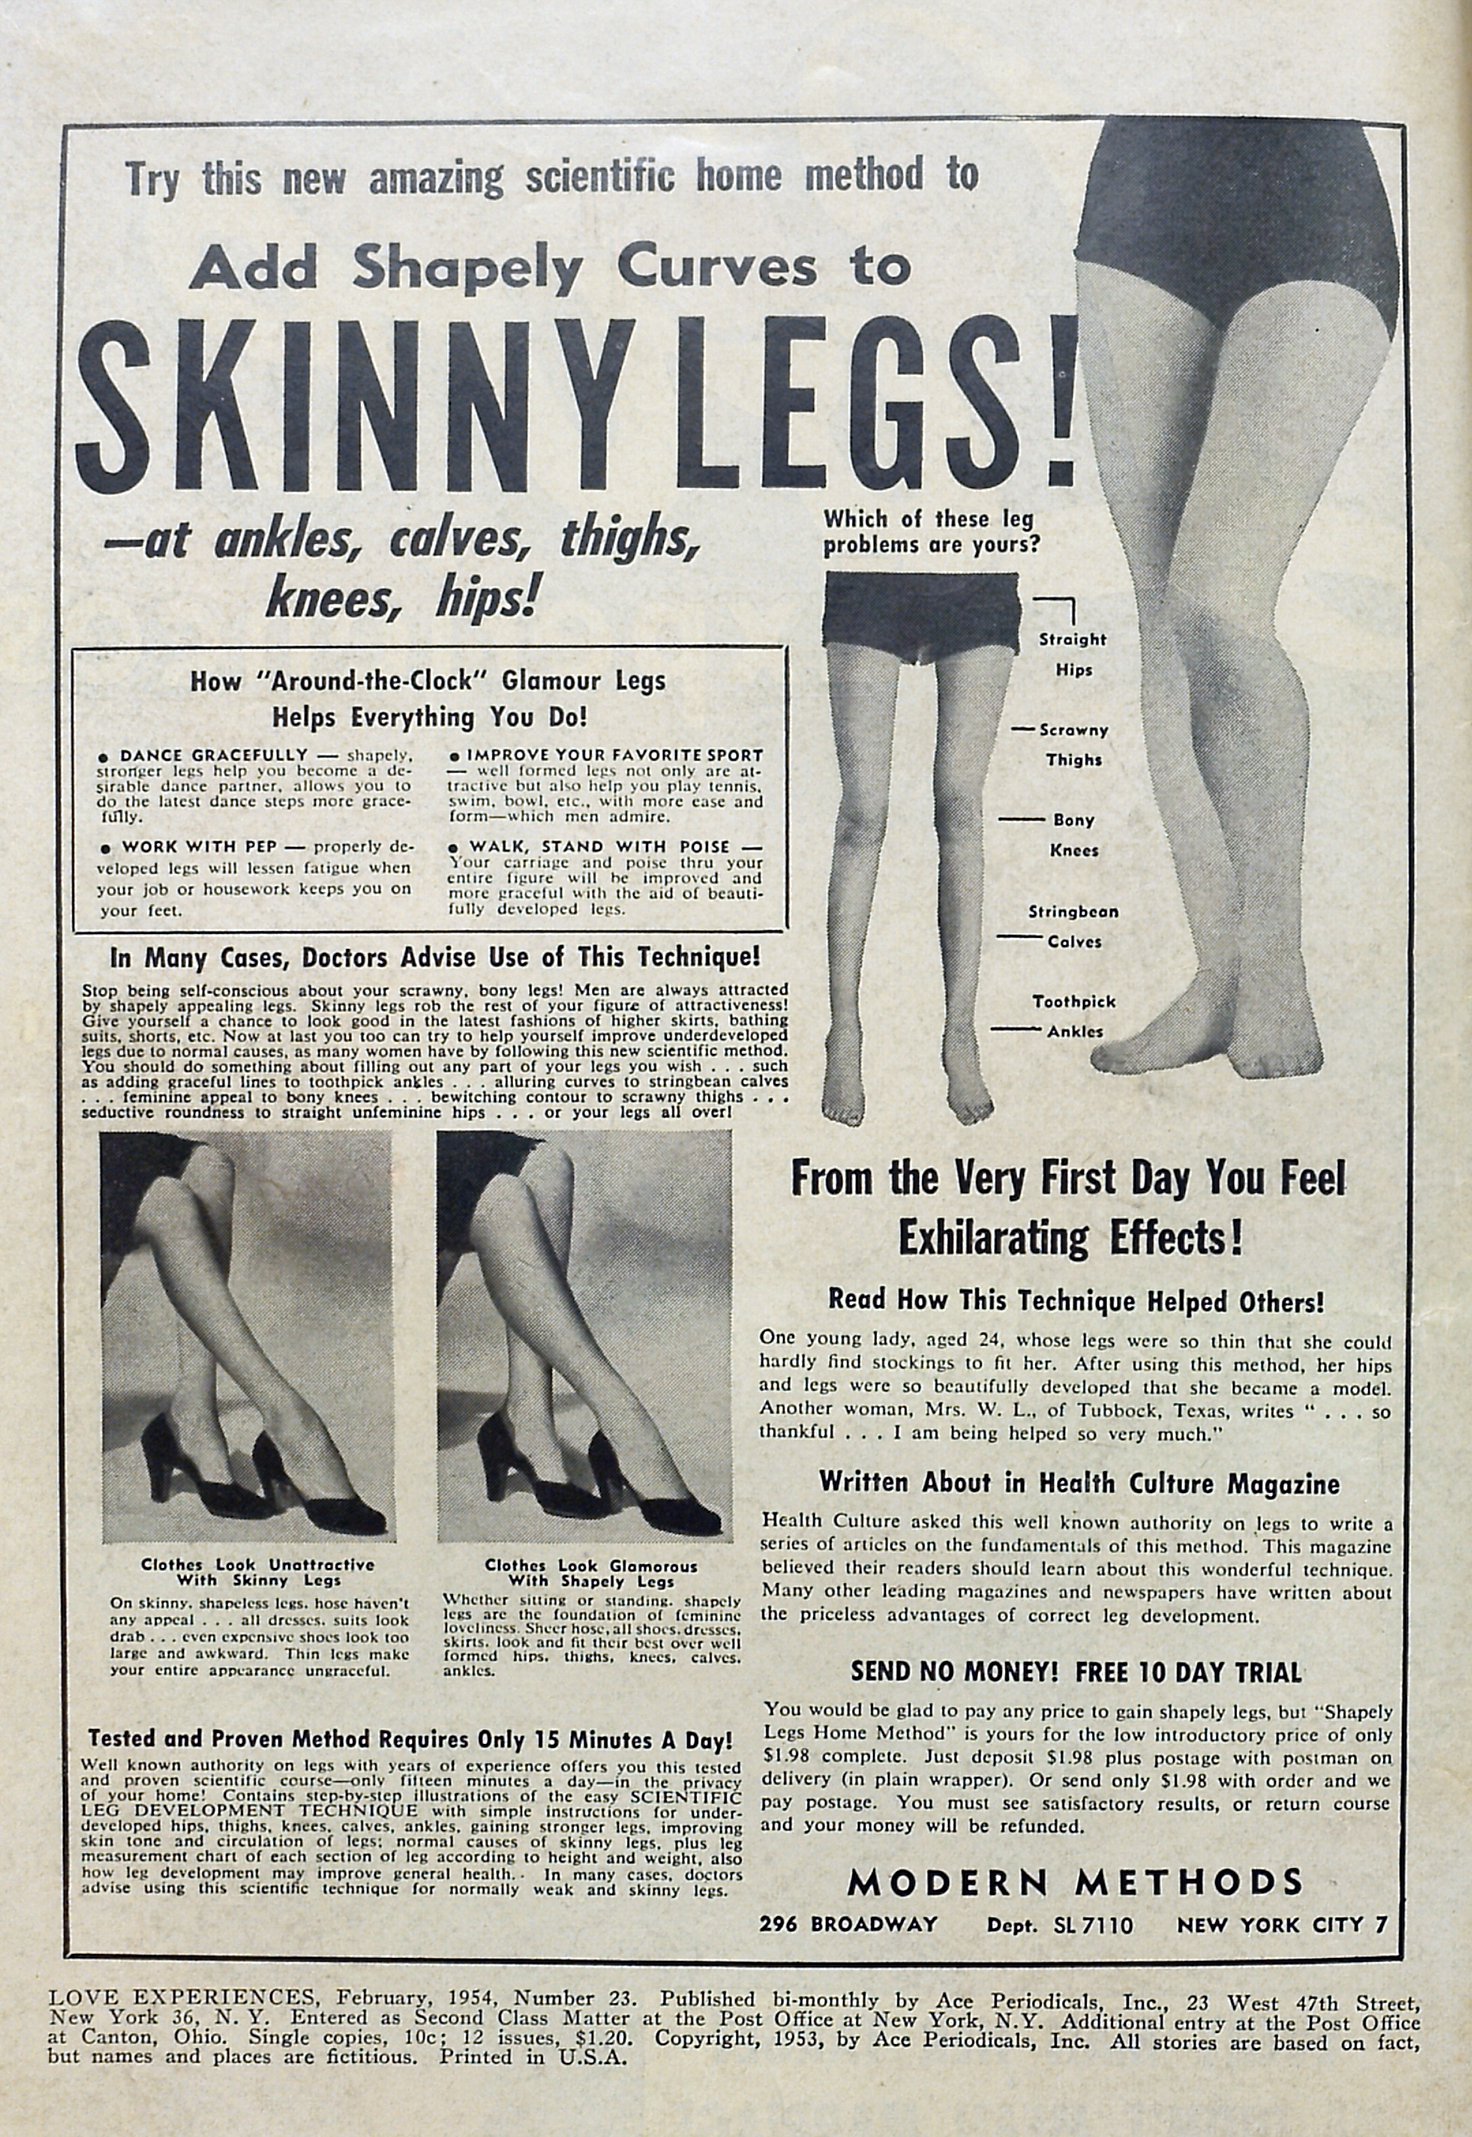 Try this new amazing scientific home method to
Add Shapely Curves to
SKINNY LEGS!
—at ankles, calves, thighs,
knees, hips!
How "Around-the-Clock" Glamour Legs
Helps Everything You Do!
● DANCE GRACEFULLY — shapely,
stronger legs help you become a de-
sirable dance partner, allows you to
do the latest dance steps more grace-
fully.
● WORK WITH PEP — properly de-
veloped legs will lessen fatigue when
your job or housework keeps you on
your feet.
● IMPROVE YOUR FAVORITE SPORT
— well formed legs not only are at-
tractive but also help you play tennis,
swim, bowl, etc., with more ease and
form—which men admire.
● WALK, STAND WITH POISE —
Your carriage and poise thru your
entire figure will be improved and
more graceful with the aid of beauti-
fully developed legs.
Which of these leg
problems are yours?
Straight
Hips
Scrawny
Thighs
Bony
Knees
Stringbean
Calves
Toothpick
Ankles
In Many Cases, Doctors Advise Use of This Technique!
Stop being self-conscious about your scrawny, bony legs! Men are always attracted
by shapely appealing legs. Skinny legs rob the rest of your figure of attractiveness!
Give yourself a chance to look good in the latest fashions of higher skirts, bathing
suits, shorts, etc. Now at last you too can try to help yourself improve underdeveloped
legs due to normal causes, as many women have by following this new scientific method.
You should do something about filling out any part of your legs you wish . . . such
as adding graceful lines to toothpick ankles . . . alluring curves to stringbean calves
. . . feminine appeal to bony knees . . . bewitching contour to scrawny thighs . . .
seductive roundness to straight unfeminine hips . . . or your legs all over!
Clothes Look Unattractive
With Skinny Legs
On skinny, shapeless legs, hose haven't
any appeal . . . all dresses, suits look
drab . . . even expensive shoes look too
large and awkward. Thin legs make
your entire appearance ungraceful.
Clothes Look Glamorous
With Shapely Legs
Whether sitting or standing, shapely
legs are the foundation of feminine
loveliness. Sheer hose, all shoes, dresses,
skirts, look and fit their best over well
formed hips, thighs, knees, calves,
ankles.
Tested and Proven Method Requires Only 15 Minutes A Day!
Well known authority on legs with years of experience offers you this tested
and proven scientific course—only fifteen minutes a day—in the privacy
of your home! Contains step-by-step illustrations of the easy SCIENTIFIC
LEG DEVELOPMENT TECHNIQUE with simple instructions for under-
developed hips, thighs, knees, calves, ankles, gaining stronger legs, improving
skin tone and circulation of legs; normal causes of skinny legs, plus leg
measurement chart of each section of leg according to height and weight, also
how leg development may improve general health. In many cases, doctors
advise using this scientific technique for normally weak and skinny legs.
From the Very First Day You Feel
Exhilarating Effects!
Read How This Technique Helped Others!
One young lady, aged 24, whose legs were so thin that she could
hardly find stockings to fit her. After using this method, her hips
and legs were so beautifully developed that she became a model.
Another woman, Mrs. W. L., of Tubbock, Texas, writes " . . . so
thankful . . . I am being helped so very much."
Written About in Health Culture Magazine
Health Culture asked this well known authority on legs to write a
series of articles on the fundamentals of this method. This magazine
believed their readers should learn about this wonderful technique.
Many other leading magazines and newspapers have written about
the priceless advantages of correct leg development.
SEND NO MONEY! FREE 10 DAY TRIAL
You would be glad to pay any price to gain shapely legs, but "Shapely
Legs Home Method" is yours for the low introductory price of only
$1.98 complete. Just deposit $1.98 plus postage with postman on
delivery (in plain wrapper). Or send only $1.98 with order and we
pay postage. You must see satisfactory results, or return course
and your money will be refunded.
MODERN METHODS
296 BROADWAY Dept. SL 7110 NEW YORK CITY 7
LOVE EXPERIENCES, February, 1954, Number 23. Published bi-monthly by Ace Periodicals, Inc., 23 West 47th Street,
New York 36, N. Y. Entered as Second Class Matter at the Post Office at New York, N.Y. Additional entry at the Post Office
at Canton, Ohio. Single copies, 10c; 12 issues, $1.20. Copyright, 1953, by Ace Periodicals, Inc. All stories are based on fact,
but names and places are fictitious. Printed in U.S.A.